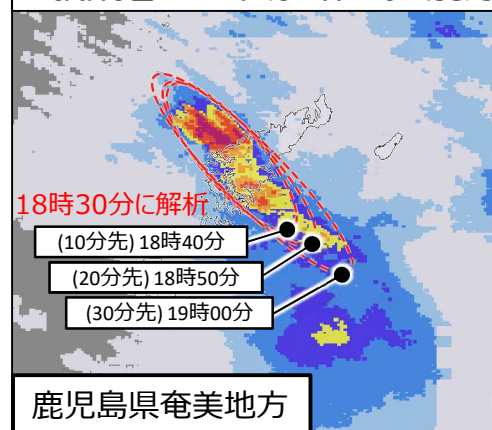 18時30分に解析
(10分先) 18時40分
(20分先) 18時50分
(30分先) 19時00分
鹿児島県奄美地方